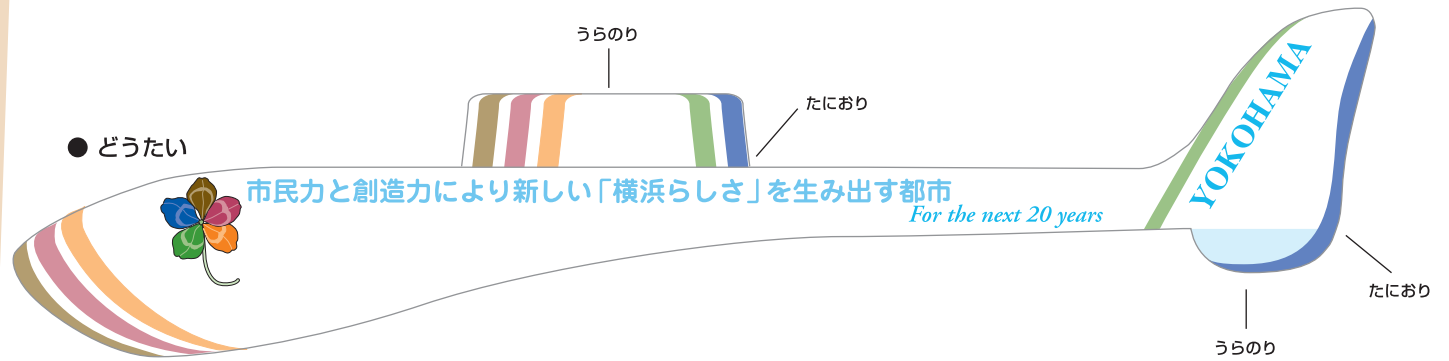 うらのり
たにおり
● どうたい
市民力と創造力により新しい「横浜らしさ」を生み出す都市
For the next 20 years
YOKOHAMA
たにおり
うらのり